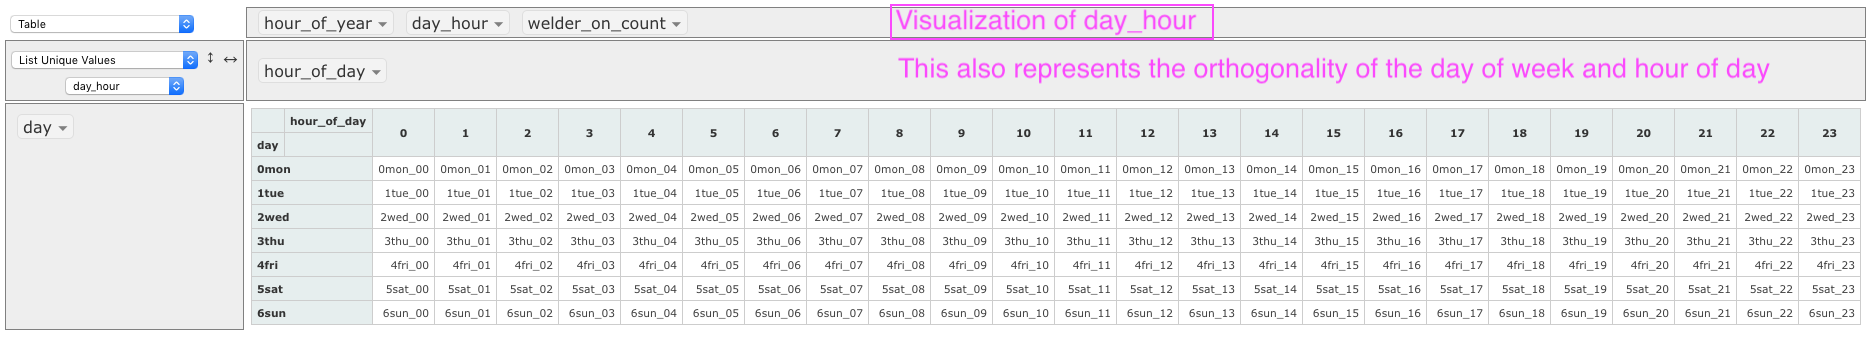 Table hour_of_year day_hour welder_on_count Visualization of day_hour
List Unique Values
day_hour
hour_of_day This also represents the orthogonality of the day of week and hour of day
day
hour_of_day 0 1 2 3 4 5 6 7 8 9 10 11 12 13 14 15 16 17 18 19 20 21 22 23
day
0mon 0mon_00 0mon_01 0mon_02 0mon_03 0mon_04 0mon_05 0mon_06 0mon_07 0mon_08 0mon_09 0mon_10 0mon_11 0mon_12 0mon_13 0mon_14 0mon_15 0mon_16 0mon_17 0mon_18 0mon_19 0mon_20 0mon_21 0mon_22 0mon_23
1tue 1tue_00 1tue_01 1tue_02 1tue_03 1tue_04 1tue_05 1tue_06 1tue_07 1tue_08 1tue_09 1tue_10 1tue_11 1tue_12 1tue_13 1tue_14 1tue_15 1tue_16 1tue_17 1tue_18 1tue_19 1tue_20 1tue_21 1tue_22 1tue_23
2wed 2wed_00 2wed_01 2wed_02 2wed_03 2wed_04 2wed_05 2wed_06 2wed_07 2wed_08 2wed_09 2wed_10 2wed_11 2wed_12 2wed_13 2wed_14 2wed_15 2wed_16 2wed_17 2wed_18 2wed_19 2wed_20 2wed_21 2wed_22 2wed_23
3thu 3thu_00 3thu_01 3thu_02 3thu_03 3thu_04 3thu_05 3thu_06 3thu_07 3thu_08 3thu_09 3thu_10 3thu_11 3thu_12 3thu_13 3thu_14 3thu_15 3thu_16 3thu_17 3thu_18 3thu_19 3thu_20 3thu_21 3thu_22 3thu_23
4fri 4fri_00 4fri_01 4fri_02 4fri_03 4fri_04 4fri_05 4fri_06 4fri_07 4fri_08 4fri_09 4fri_10 4fri_11 4fri_12 4fri_13 4fri_14 4fri_15 4fri_16 4fri_17 4fri_18 4fri_19 4fri_20 4fri_21 4fri_22 4fri_23
5sat 5sat_00 5sat_01 5sat_02 5sat_03 5sat_04 5sat_05 5sat_06 5sat_07 5sat_08 5sat_09 5sat_10 5sat_11 5sat_12 5sat_13 5sat_14 5sat_15 5sat_16 5sat_17 5sat_18 5sat_19 5sat_20 5sat_21 5sat_22 5sat_23
6sun 6sun_00 6sun_01 6sun_02 6sun_03 6sun_04 6sun_05 6sun_06 6sun_07 6sun_08 6sun_09 6sun_10 6sun_11 6sun_12 6sun_13 6sun_14 6sun_15 6sun_16 6sun_17 6sun_18 6sun_19 6sun_20 6sun_21 6sun_22 6sun_23